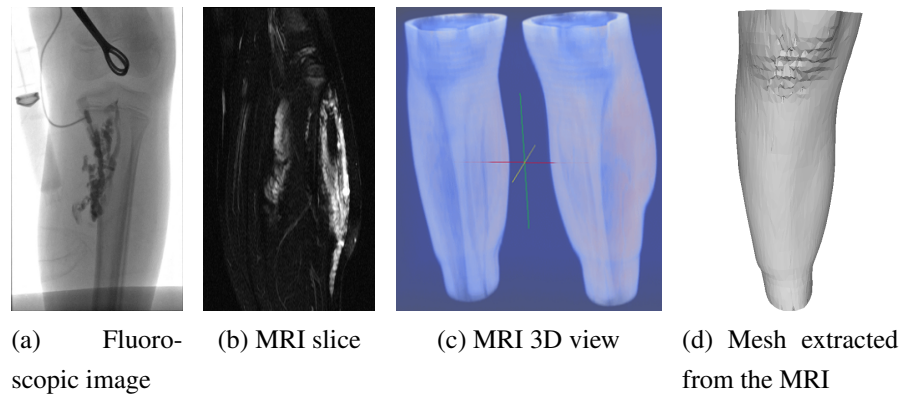 (a) Fluoro-
scopic image
(b) MRI slice
(c) MRI 3D view
(d) Mesh extracted
from the MRI